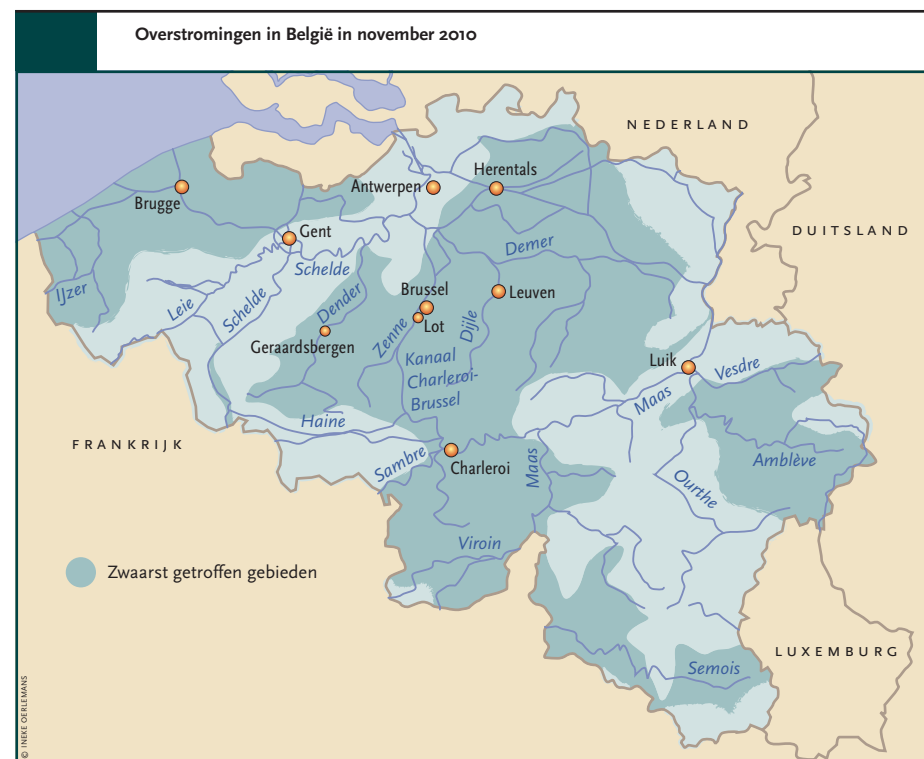 Overstromingen in België in november 2010
NEDERLAND
Herentals
Antwerpen
Brugge
DUITSLAND
Gent
Demer
Schelde
IJzer
Leie
Schelde
Dender
Brussel
Leuven
Lot
Zenne
Dijle
Geraardsbergen
Kanaal
Charleroi-
Brussel
Luik
Vesdre
Maas
Haine
FRANKRIJK
Sambre
Charleroi
Maas
Amblève
Ourthe
Viroin
Zwaarst getroffen gebieden
LUXEMBURG
Semois
© INEKE OERLEMANS